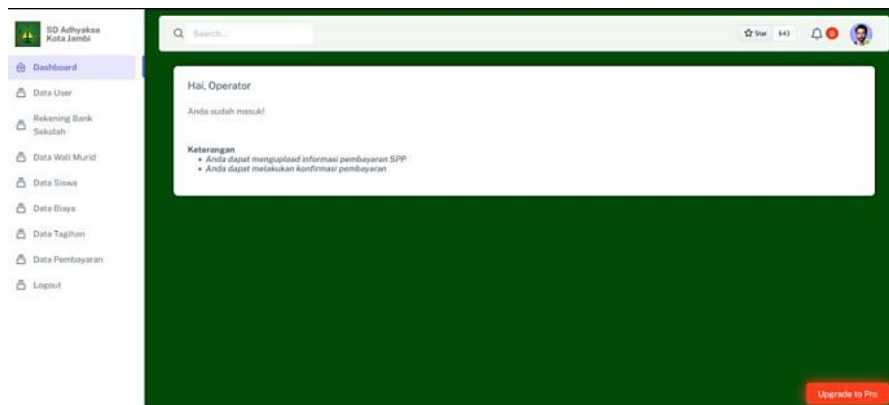 SD Adhyaksa
Kota Jambi
Dashboard
Data User
Rekening Bank
Sekolah
Data Wali Murid
Data Siswa
Data Biaya
Data Tagihan
Data Pembayaran
Logout
Search...
Star 643
Hai, Operator
Anda sudah masuk!
Keterangan
• Anda dapat mengupload informasi pembayaran SPP
• Anda dapat melakukan konfirmasi pembayaran
Upgrade to Pro